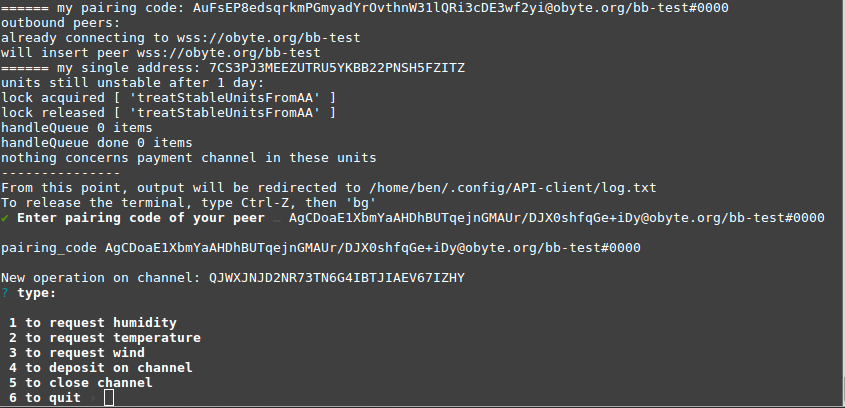 ====== my pairing code: AuFsEP8edsqrkmPGmyadYrOvthnW31lQRi3cDE3wf2yi@obyte.org/bb-test#0000
outbound peers:
already connecting to wss://obyte.org/bb-test
will insert peer wss://obyte.org/bb-test
====== my single address: 7CS3PJ3MEEZUTRU5YKBB22PNSH5FZITZ
units still unstable after 1 day:
lock acquired [ 'treatStableUnitsFromAA' ]
lock released [ 'treatStableUnitsFromAA' ]
handleQueue 0 items
handleQueue done 0 items
nothing concerns payment channel in these units
---------------
From this point, output will be redirected to /home/ben/.config/API-client/log.txt
To release the terminal, type Ctrl-Z, then 'bg'
✔ Enter pairing code of your peer … AgCDoaE1XbmYaAHDhBUTqejnGMAUr/DJX0shfqGe+iDy@obyte.org/bb-test#0000
pairing_code AgCDoaE1XbmYaAHDhBUTqejnGMAUr/DJX0shfqGe+iDy@obyte.org/bb-test#0000
New operation on channel: QJWXJNJD2NR73TN6G4IBTJIAEV67IZHY
? type:
1 to request humidity
2 to request temperature
3 to request wind
4 to deposit on channel
5 to close channel
6 to quit ›